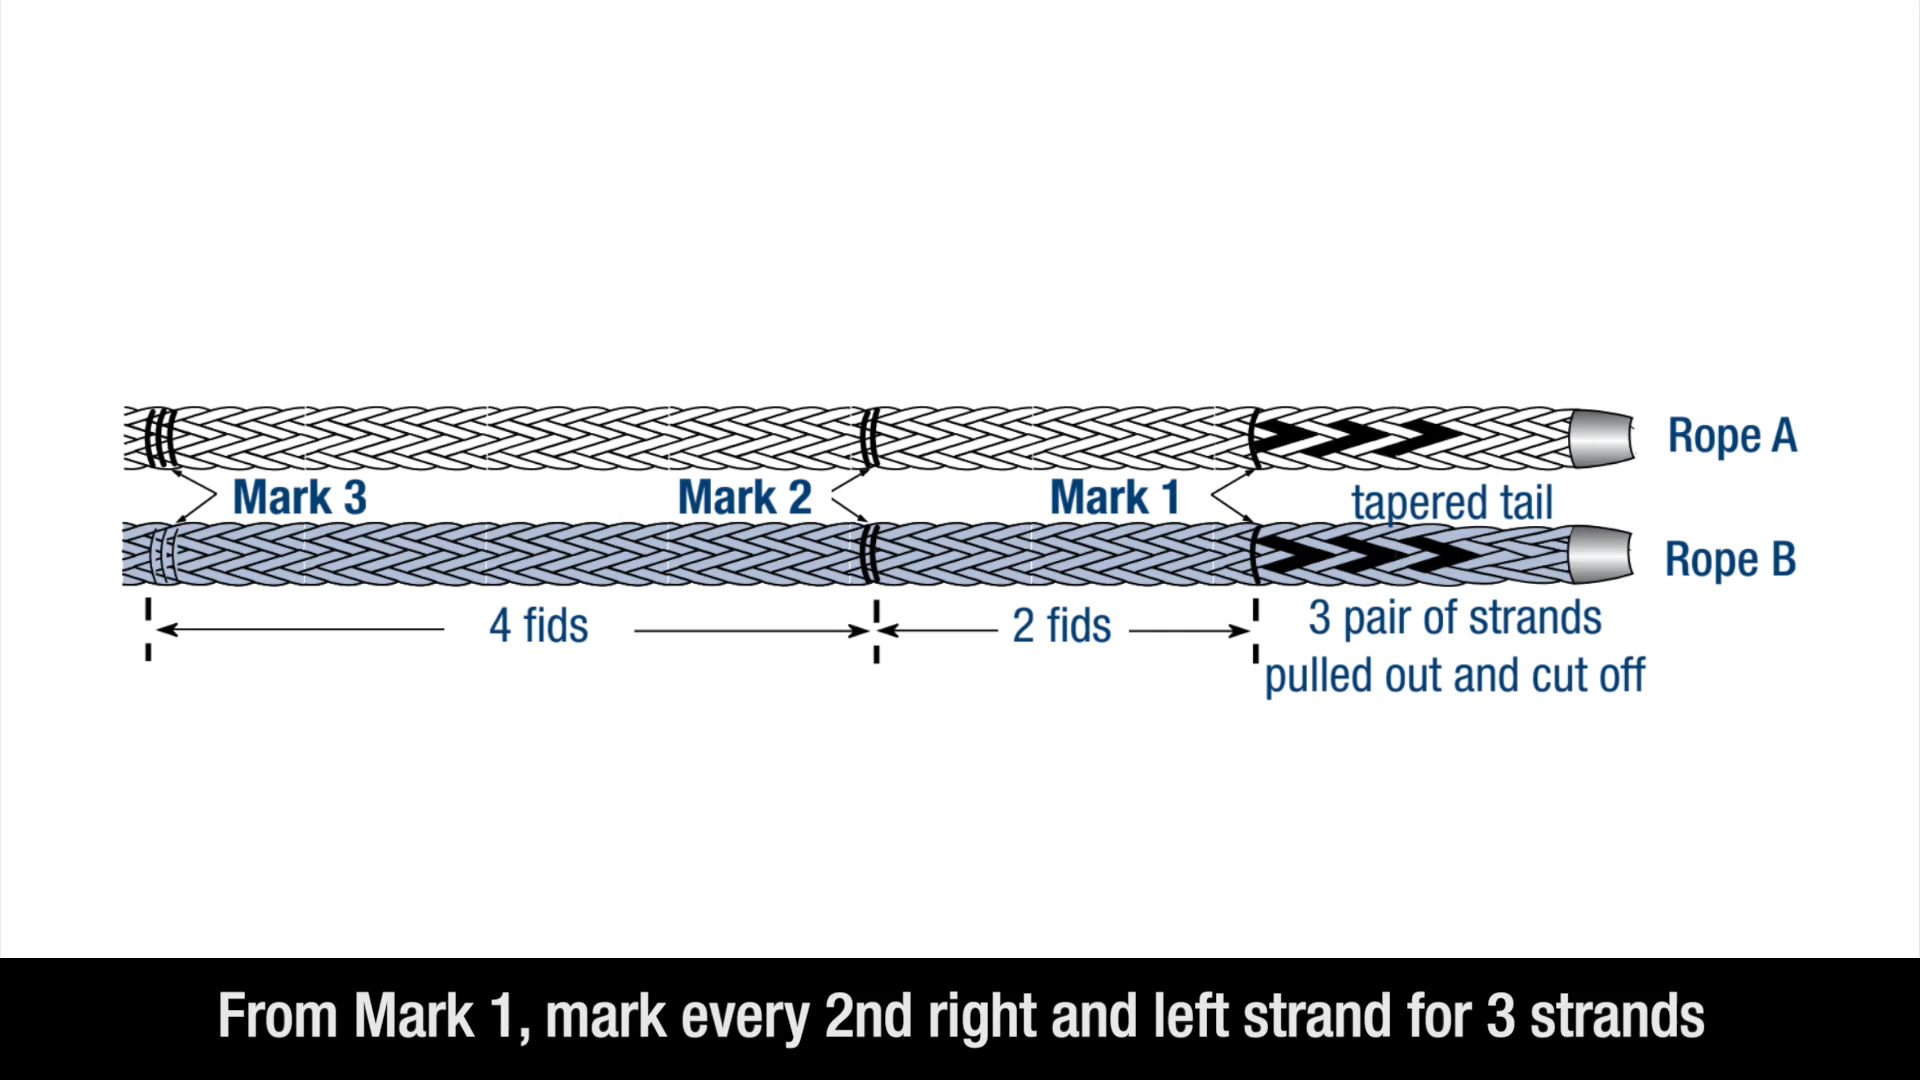 Rope A
Mark 3
Mark 2
Mark 1
tapered tail
Rope B
4 fids
2 fids
3 pair of strands
pulled out and cut off
From Mark 1, mark every 2nd right and left strand for 3 strands